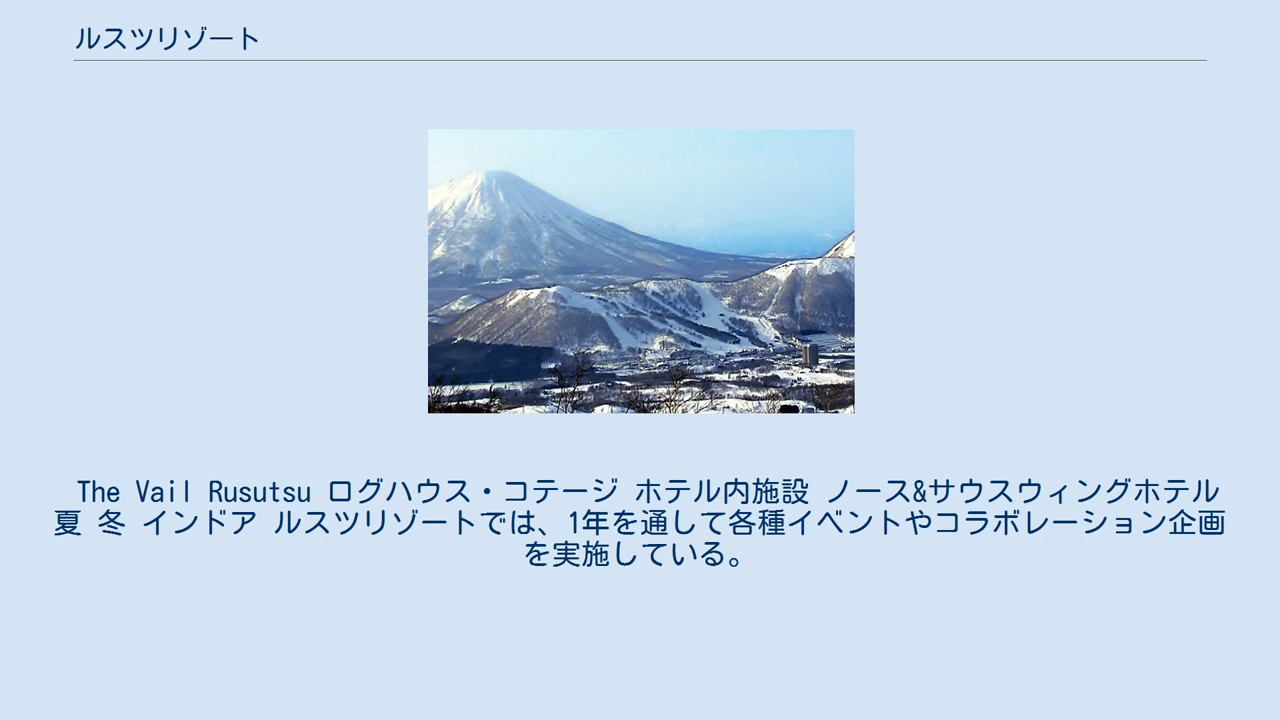 ルスツリゾート
The Vail Rusutsu ログハウス・コテージ ホテル内施設 ノース&サウスウィングホテル
夏 冬 インドア ルスツリゾートでは、1年を通して各種イベントやコラボレーション企画
を実施している。